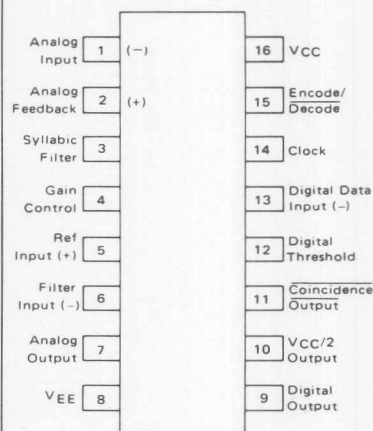 Analog
Input
1
(−)
Analog
Feedback
2
(+)
Syllabic
Filter
3
Gain
Control
4
Ref
Input (+)
5
Filter
Input (−)
6
Analog
Output
7
VEE
8
16
VCC
15
Encode/
Decode
14
Clock
13
Digital Data
Input (−)
12
Digital
Threshold
11
Coincidence
Output
10
VCC/2
Output
9
Digital
Output